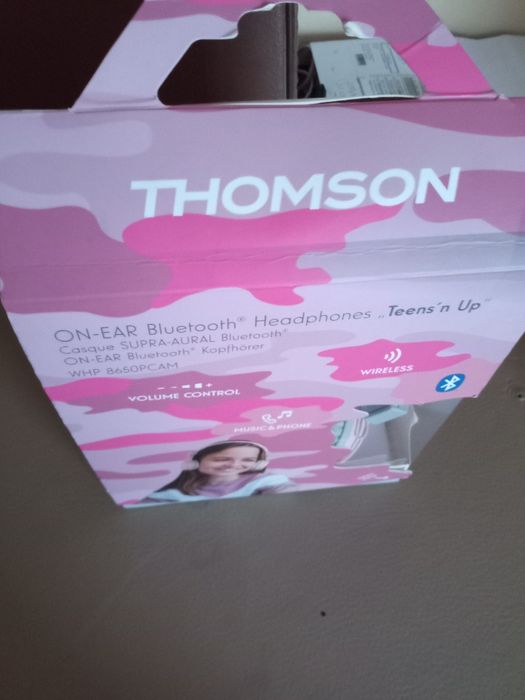 THOMSON
ON-EAR Bluetooth® Headphones „Teens'n Up"
Casque SUPRA-AURAL Bluetooth®
ON-EAR Bluetooth® Kopfhörer
WHP 8650PCAM
WIRELESS
VOLUME CONTROL
MUSIC & PHONE